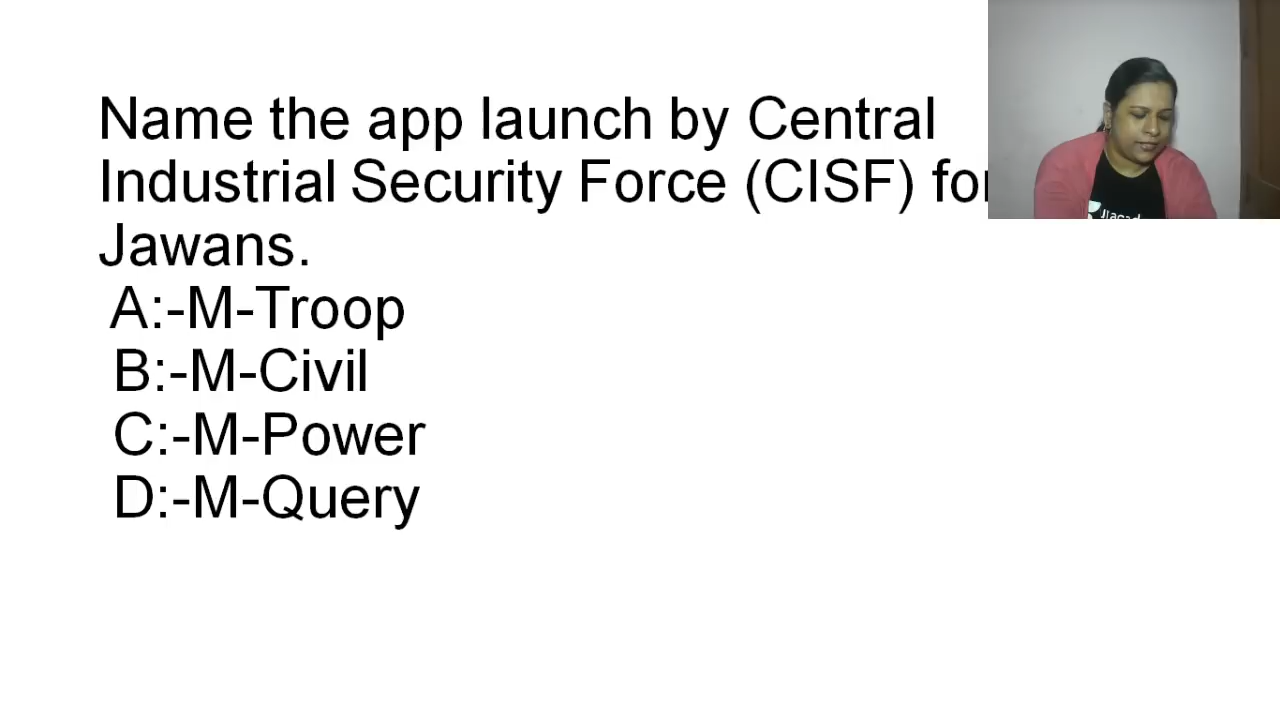 Name the app launch by Central
Industrial Security Force (CISF) for
Jawans.
A:-M-Troop
B:-M-Civil
C:-M-Power
D:-M-Query